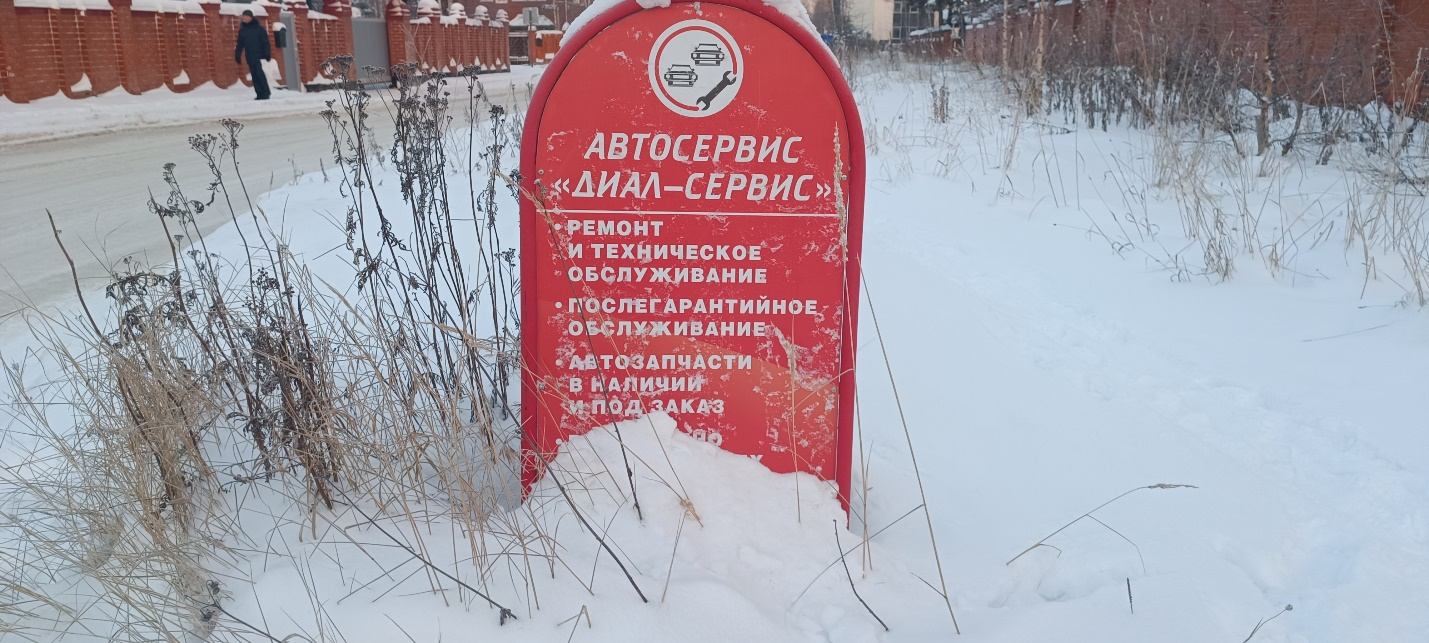 АВТОСЕРВИС
«ДИАЛ-СЕРВИС»
• РЕМОНТ
И ТЕХНИЧЕСКОЕ
ОБСЛУЖИВАНИЕ
• ПОСЛЕГАРАНТИЙНОЕ
ОБСЛУЖИВАНИЕ
• АВТОЗАПЧАСТИ
В НАЛИЧИИ
И ПОД ЗАКАЗ